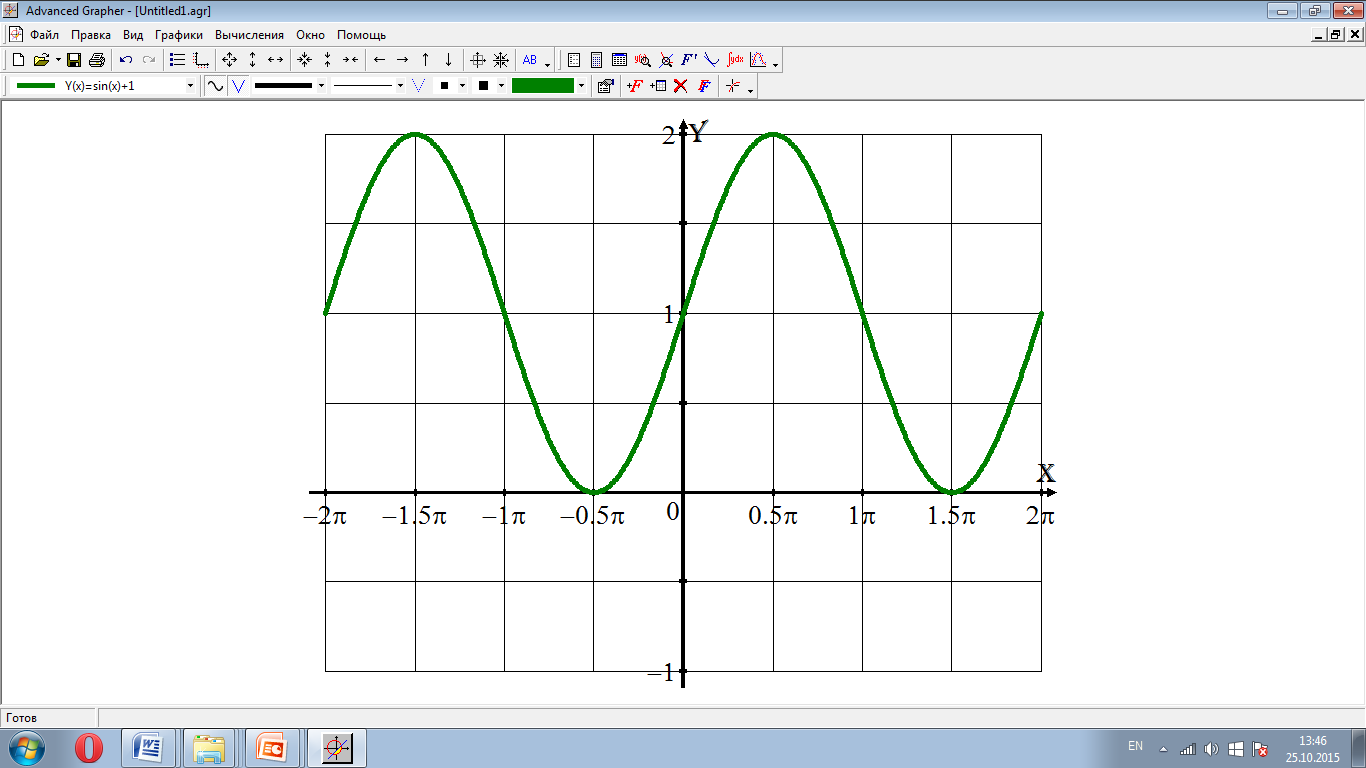 Advanced Grapher - [Untitled1.agr]
Файл Правка Вид Графики Вычисления Окно Помощь
AB y(x) F' ∫ydx
Y(x)=sin(x)+1 +F F
2 Y
1
X
–2π –1.5π –1π –0.5π 0 0.5π 1π 1.5π 2π
–1
Готов
EN 13:46
25.10.2015